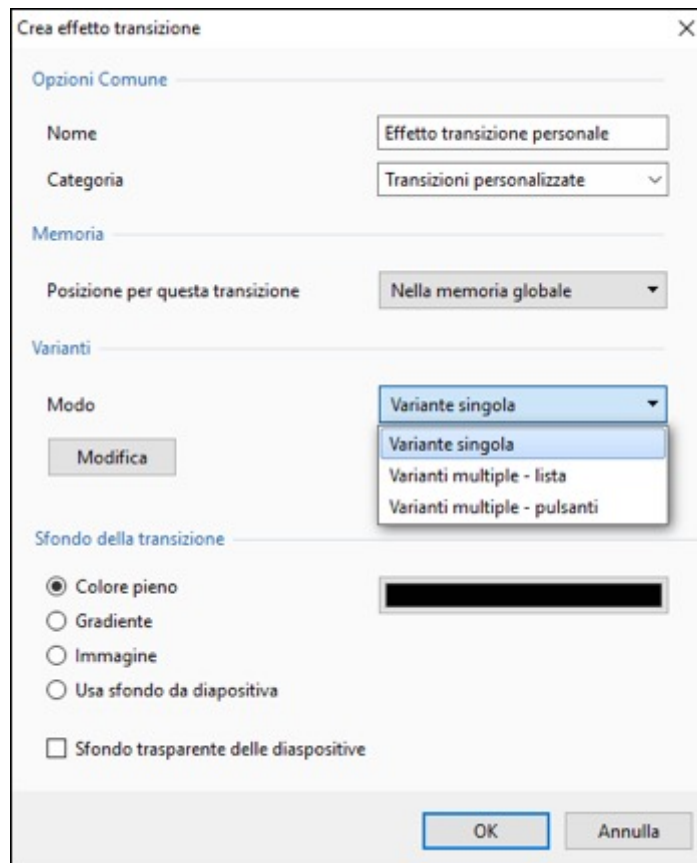 Crea effetto transizione
Opzioni Comune
Nome
Effetto transizione personale
Categoria
Transizioni personalizzate
Memoria
Posizione per questa transizione
Nella memoria globale
Varianti
Modo
Variante singola
Modifica
Variante singola
Varianti multiple - lista
Varianti multiple - pulsanti
Sfondo della transizione
Colore pieno
Gradiente
Immagine
Usa sfondo da diapositiva
Sfondo trasparente delle diaspositive
OK
Annulla